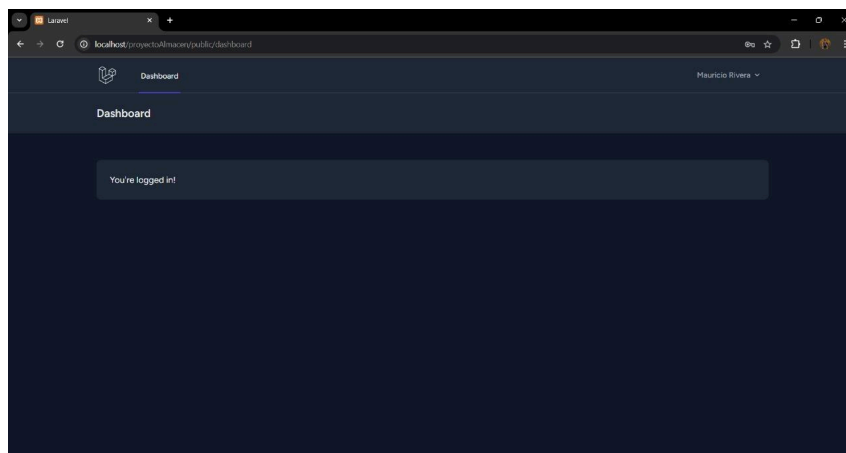 Laravel
localhost/proyectoAlmacen/public/dashboard
Dashboard
Mauricio Rivera
Dashboard
You're logged in!